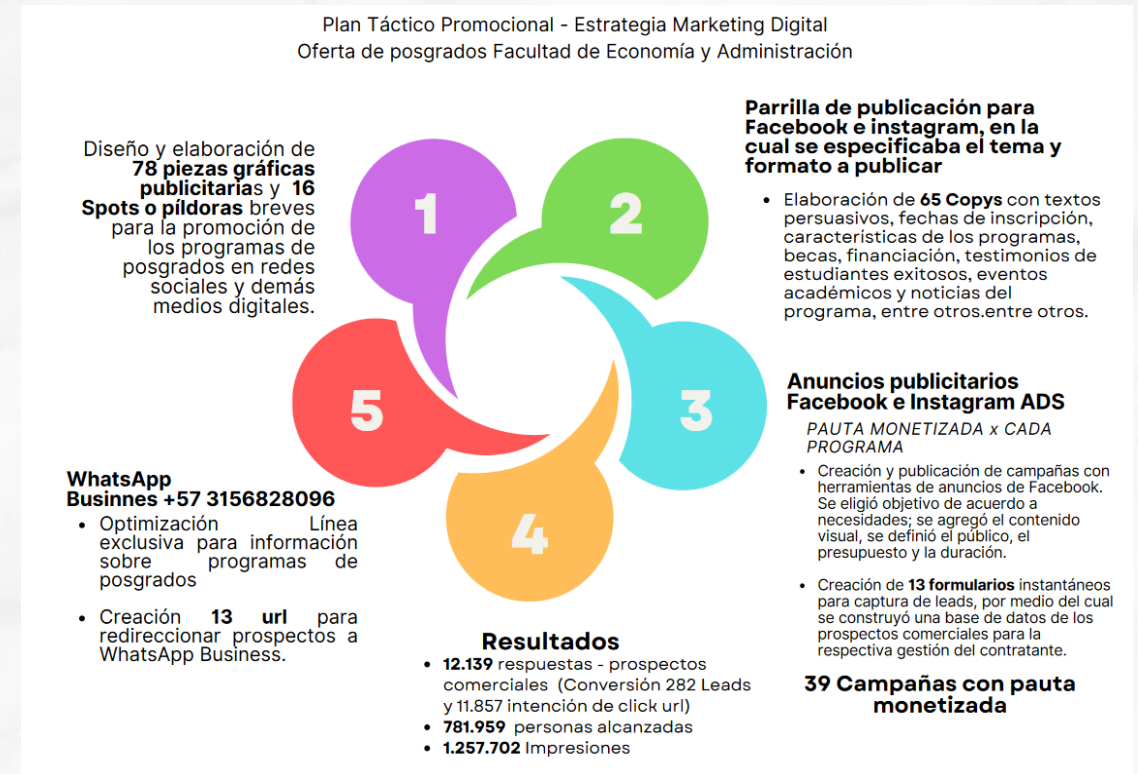 Plan Táctico Promocional - Estrategia Marketing Digital
Oferta de posgrados Facultad de Economía y Administración
1
Diseño y elaboración de
78 piezas gráficas
publicitarias y 16
Spots o píldoras breves
para la promoción de
los programas de
posgrados en redes
sociales y demás
medios digitales.
2
Parrilla de publicación para
Facebook e instagram, en la
cual se especificaba el tema y
formato a publicar
• Elaboración de 65 Copys con textos
persuasivos, fechas de inscripción,
características de los programas,
becas, financiación, testimonios de
estudiantes exitosos, eventos
académicos y noticias del
programa, entre otros.entre otros.
3
Anuncios publicitarios
Facebook e Instagram ADS
PAUTA MONETIZADA x CADA
PROGRAMA
• Creación y publicación de campañas con
herramientas de anuncios de Facebook.
Se eligió objetivo de acuerdo a
necesidades; se agregó el contenido
visual, se definió el público, el
presupuesto y la duración.
• Creación de 13 formularios instantáneos
para captura de leads, por medio del cual
se construyó una base de datos de los
prospectos comerciales para la
respectiva gestión del contratante.
39 Campañas con pauta
monetizada
4
Resultados
• 12.139 respuestas - prospectos
comerciales (Conversión 282 Leads
y 11.857 intención de click url)
• 781.959 personas alcanzadas
• 1.257.702 Impresiones
5
WhatsApp
Businnes +57 3156828096
• Optimización Línea
exclusiva para información
sobre programas de
posgrados
• Creación 13 url para
redireccionar prospectos a
WhatsApp Business.